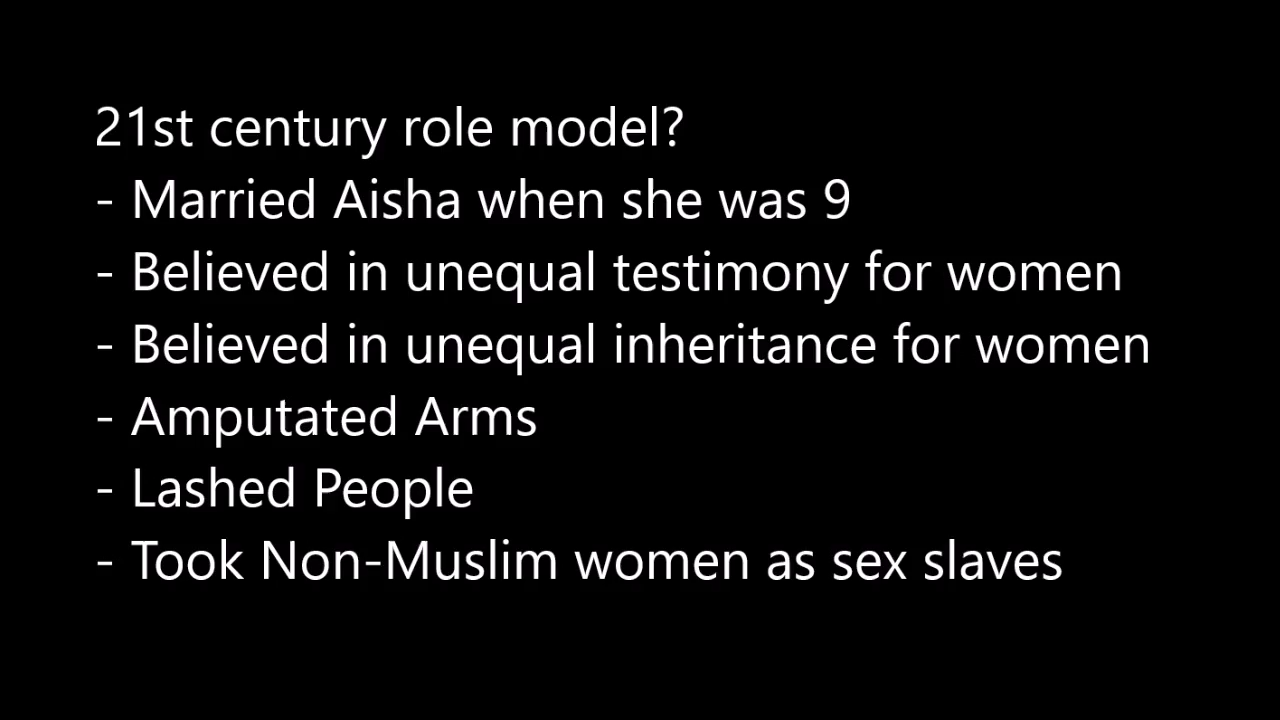 21st century role model?
- Married Aisha when she was 9
- Believed in unequal testimony for women
- Believed in unequal inheritance for women
- Amputated Arms
- Lashed People
- Took Non-Muslim women as sex slaves